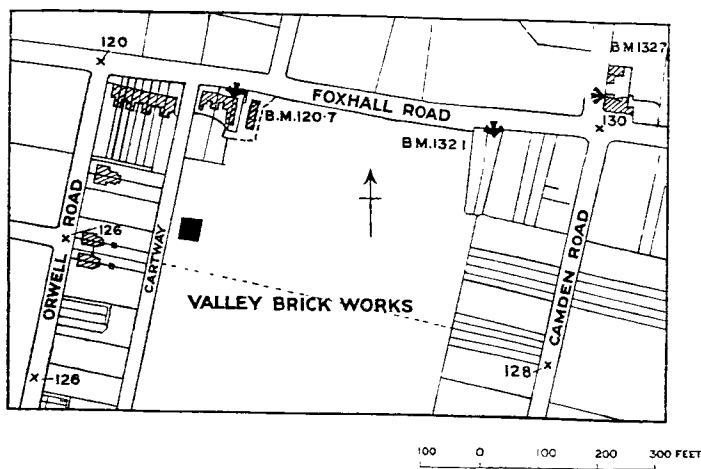 120
B M 132·7
FOXHALL ROAD
B.M.120·7
B M.132 1
130
ORWELL ROAD
126
CARTWAY
CAMDEN ROAD
VALLEY BRICK WORKS
128
126
100 0 100 200 300 FEET